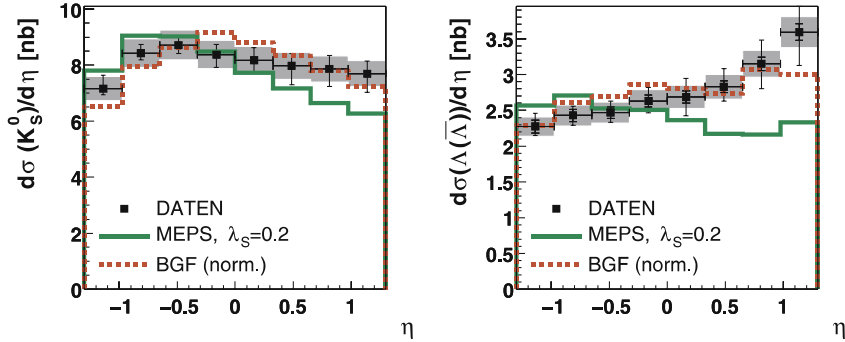 dσ (K⁰_S)/dη [nb]
10
8
6
4
2
0
DATEN
MEPS, λ_S=0.2
BGF (norm.)
−1 −0.5 0 0.5 1
η
dσ(Λ(Λ̅))/dη [nb]
3.5
3
2.5
2
1.5
1
0.5
0
DATEN
MEPS, λ_S=0.2
BGF (norm.)
−1 −0.5 0 0.5 1
η